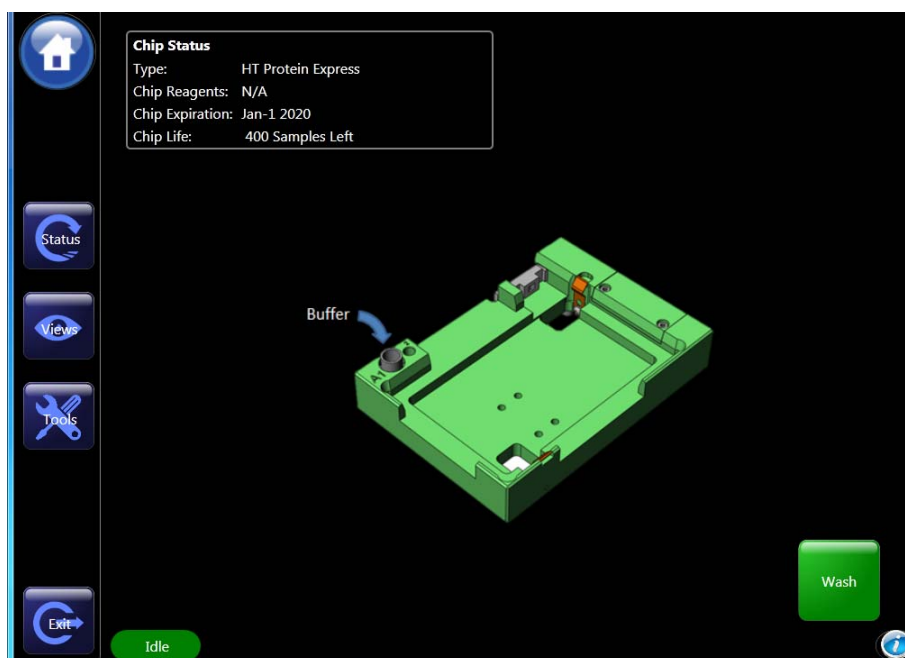 Chip Status
Type: HT Protein Express
Chip Reagents: N/A
Chip Expiration: Jan-1 2020
Chip Life: 400 Samples Left
Status
Buffer
Views
A1
Tools
Wash
Exit
Idle